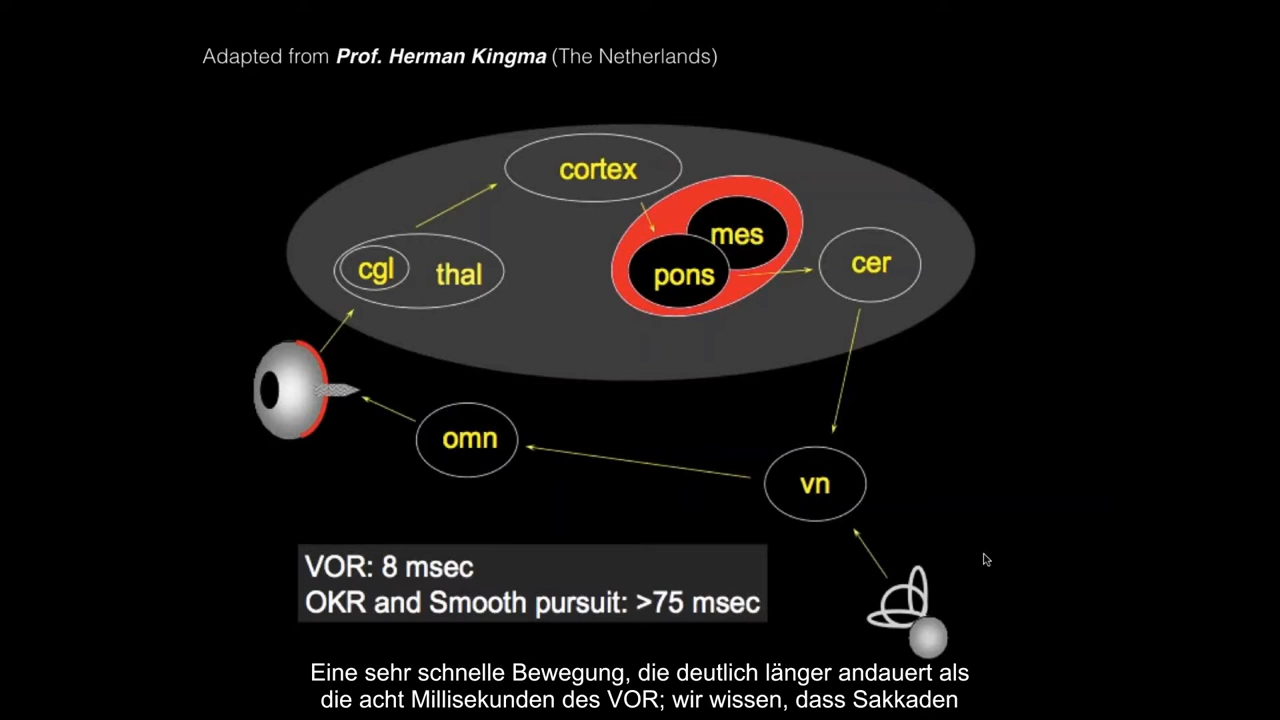 Adapted from Prof. Herman Kingma (The Netherlands)
cortex
mes
cgl
thal
pons
cer
omn
vn
VOR: 8 msec
OKR and Smooth pursuit: >75 msec
Eine sehr schnelle Bewegung, die deutlich länger andauert als
die acht Millisekunden des VOR; wir wissen, dass Sakkaden